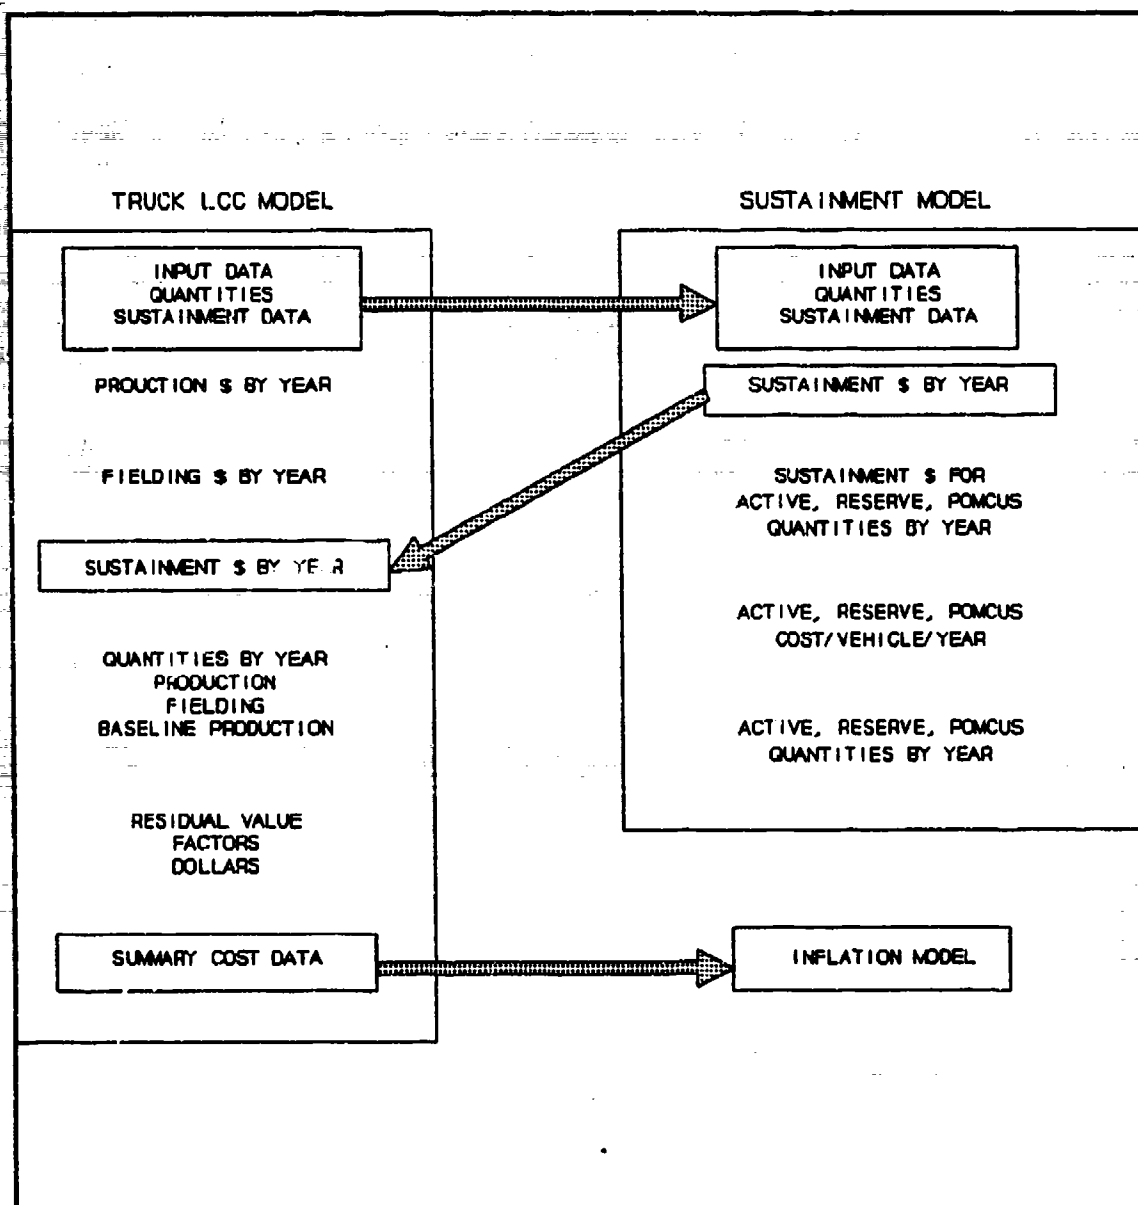 TRUCK LCC MODEL
INPUT DATA
QUANTITIES
SUSTAINMENT DATA
PROUCTION $ BY YEAR
FIELDING $ BY YEAR
SUSTAINMENT $ BY YE R
QUANTITIES BY YEAR
PRODUCTION
FIELDING
BASELINE PRODUCTION
RESIDUAL VALUE
FACTORS
DOLLARS
SUMMARY COST DATA
SUSTAINMENT MODEL
INPUT DATA
QUANTITIES
SUSTAINMENT DATA
SUSTAINMENT $ BY YEAR
SUSTAINMENT $ FOR
ACTIVE, RESERVE, POMCUS
QUANTITIES BY YEAR
ACTIVE, RESERVE, POMCUS
COST/VEHICLE/YEAR
ACTIVE, RESERVE, POMCUS
QUANTITIES BY YEAR
INFLATION MODEL